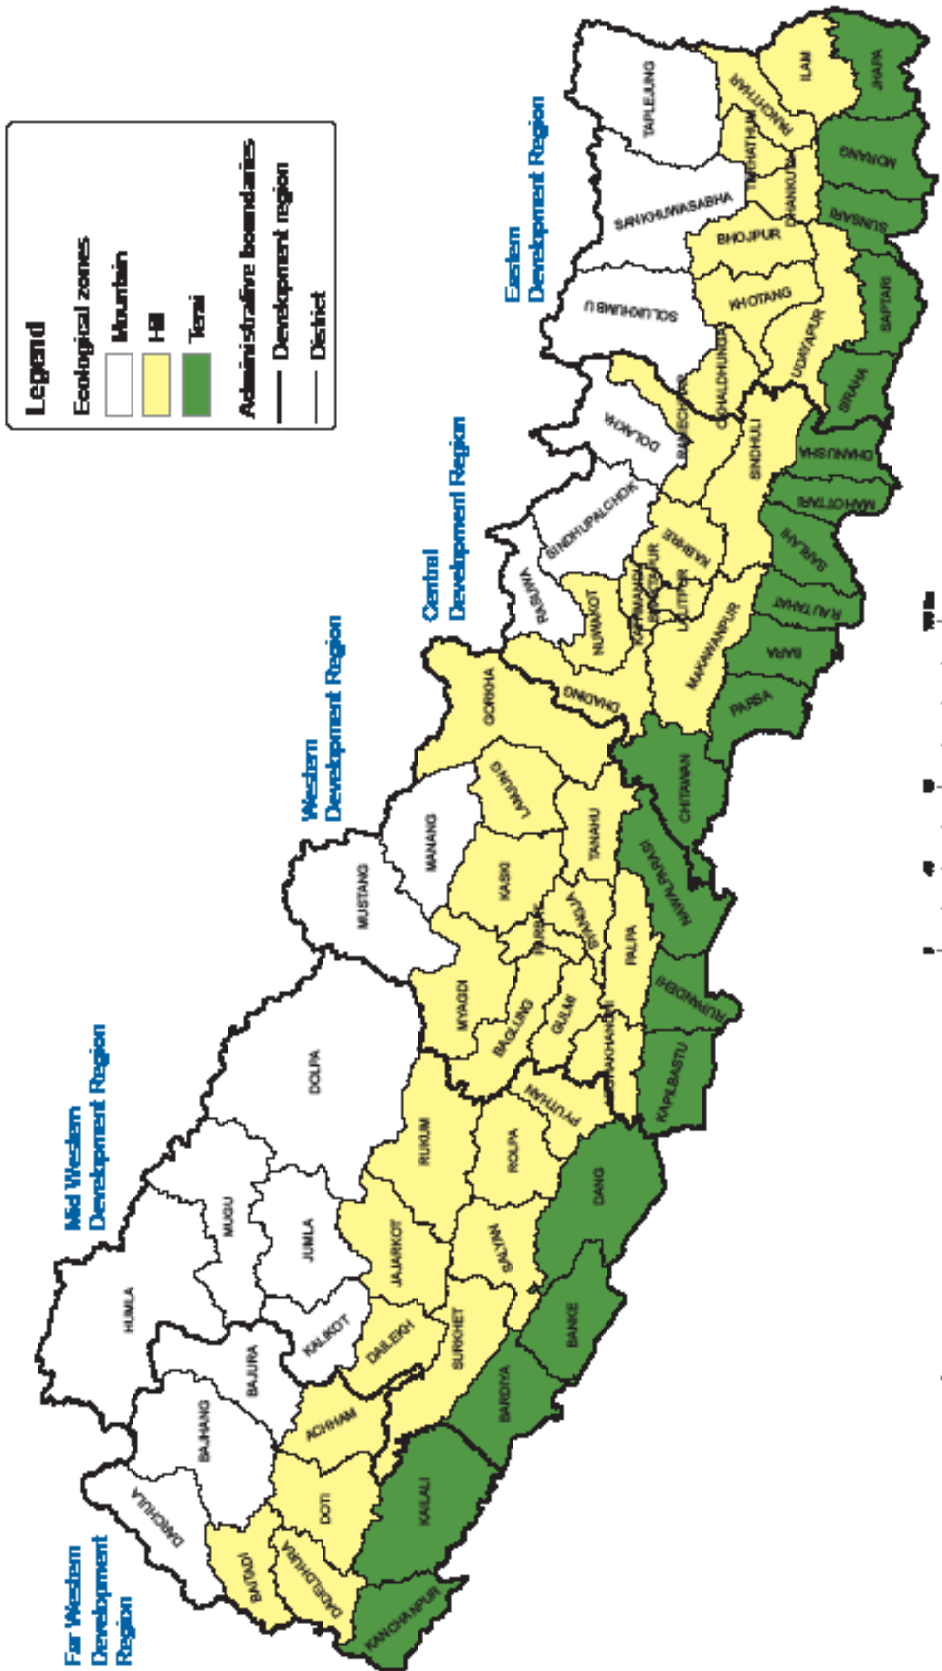 Legend
Ecological zones
Mountain
Hill
Terai
Administrative boundaries
Development region
District
Far Western
Development
Region
Mid Western
Development Region
Western
Development Region
Central
Development Region
Eastern
Development Region
DARCHULA
BAJHANG
BAJURA
HUMLA
MUGU
JUMLA
KALIKOT
DOLPA
MUSTANG
MANANG
GORKHA
RASUWA
SINDHUPALCHOK
DOLAKHA
SOLUKHUMBU
SANKHUWASABHA
TAPLEJUNG
BAITADI
DADELDHURA
DOTI
ACHHAM
DAILEKH
JAJARKOT
SURKHET
SALYAN
RUKUM
ROLPA
PYUTHAN
MYAGDI
BAGLUNG
GULMI
PARBAT
SYANGJA
PALPA
KASKI
LAMJUNG
TANAHU
DHADING
NUWAKOT
LALITPUR
KABHRE
MAKAWANPUR
SINDHULI
KHOTANG
BHOJPUR
UDAYAPUR
DHANKUTA
PANCHTHAR
ILAM
KANCHANPUR
KAILALI
BARDIYA
BANKE
DANG
KAPILBASTU
RUPANDEHI
NAWALPARASI
CHITAWAN
PARSA
BARA
RAUTAHAT
SARLAHI
MAHOTTARI
DHANUSHA
SIRAHA
SAPTARI
SUNSARI
MORANG
JHAPA